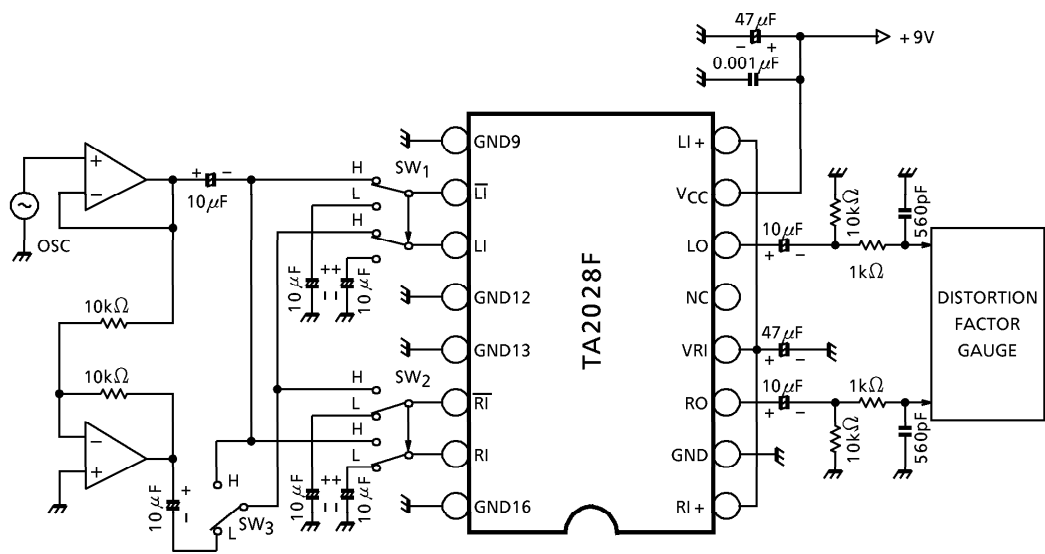 47μF
− +
+9V
0.001μF
GND9
LI+
H
SW1
+
−
+ −
10μF
L̅I̅
VCC
L
H
10kΩ
560pF
OSC
LI
LO
10μF
+ −
1kΩ
10μF
+
−
+
−
10μF
GND12
NC
DISTORTION
FACTOR
GAUGE
TA2028F
10kΩ
GND13
VRI
47μF
+ −
10kΩ
H
SW2
R̅I̅
RO
10μF
+ −
1kΩ
L
H
−
+
L
RI
GND
10kΩ
560pF
H
10μF
+
−
+
−
10μF
10μF
+
−
L
SW3
GND16
RI+